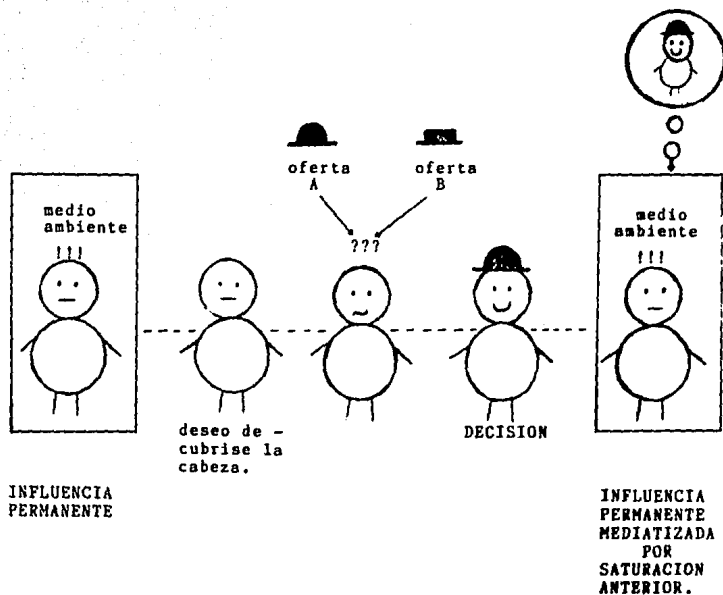 oferta
A
oferta
B
medio
ambiente
!!!
???
medio
ambiente
!!!
deseo de -
cubrise la
cabeza.
DECISION
INFLUENCIA
PERMANENTE
INFLUENCIA
PERMANENTE
MEDIATIZADA
POR
SATURACION
ANTERIOR.